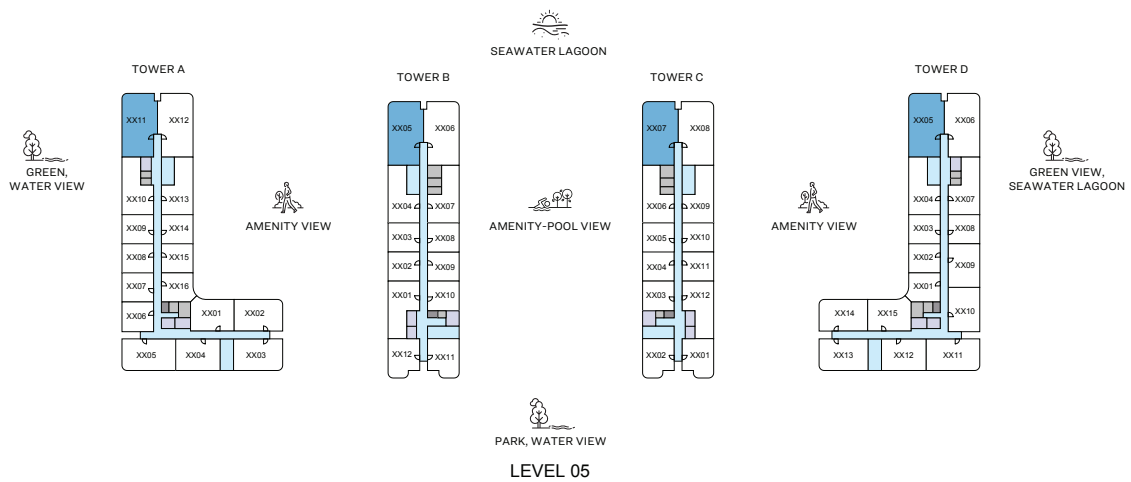 SEAWATER LAGOON
TOWER A
TOWER B
TOWER C
TOWER D
GREEN,
WATER VIEW
AMENITY VIEW
AMENITY-POOL VIEW
AMENITY VIEW
GREEN VIEW,
SEAWATER LAGOON
XX11
XX12
XX10
XX13
XX09
XX14
XX08
XX15
XX07
XX16
XX06
XX01
XX02
XX05
XX04
XX03
XX05
XX06
XX04
XX07
XX03
XX08
XX02
XX09
XX01
XX10
XX12
XX11
XX07
XX08
XX06
XX09
XX05
XX10
XX04
XX11
XX03
XX12
XX02
XX01
XX05
XX06
XX04
XX07
XX03
XX08
XX02
XX09
XX01
XX14
XX15
XX10
XX13
XX12
XX11
PARK, WATER VIEW
LEVEL 05